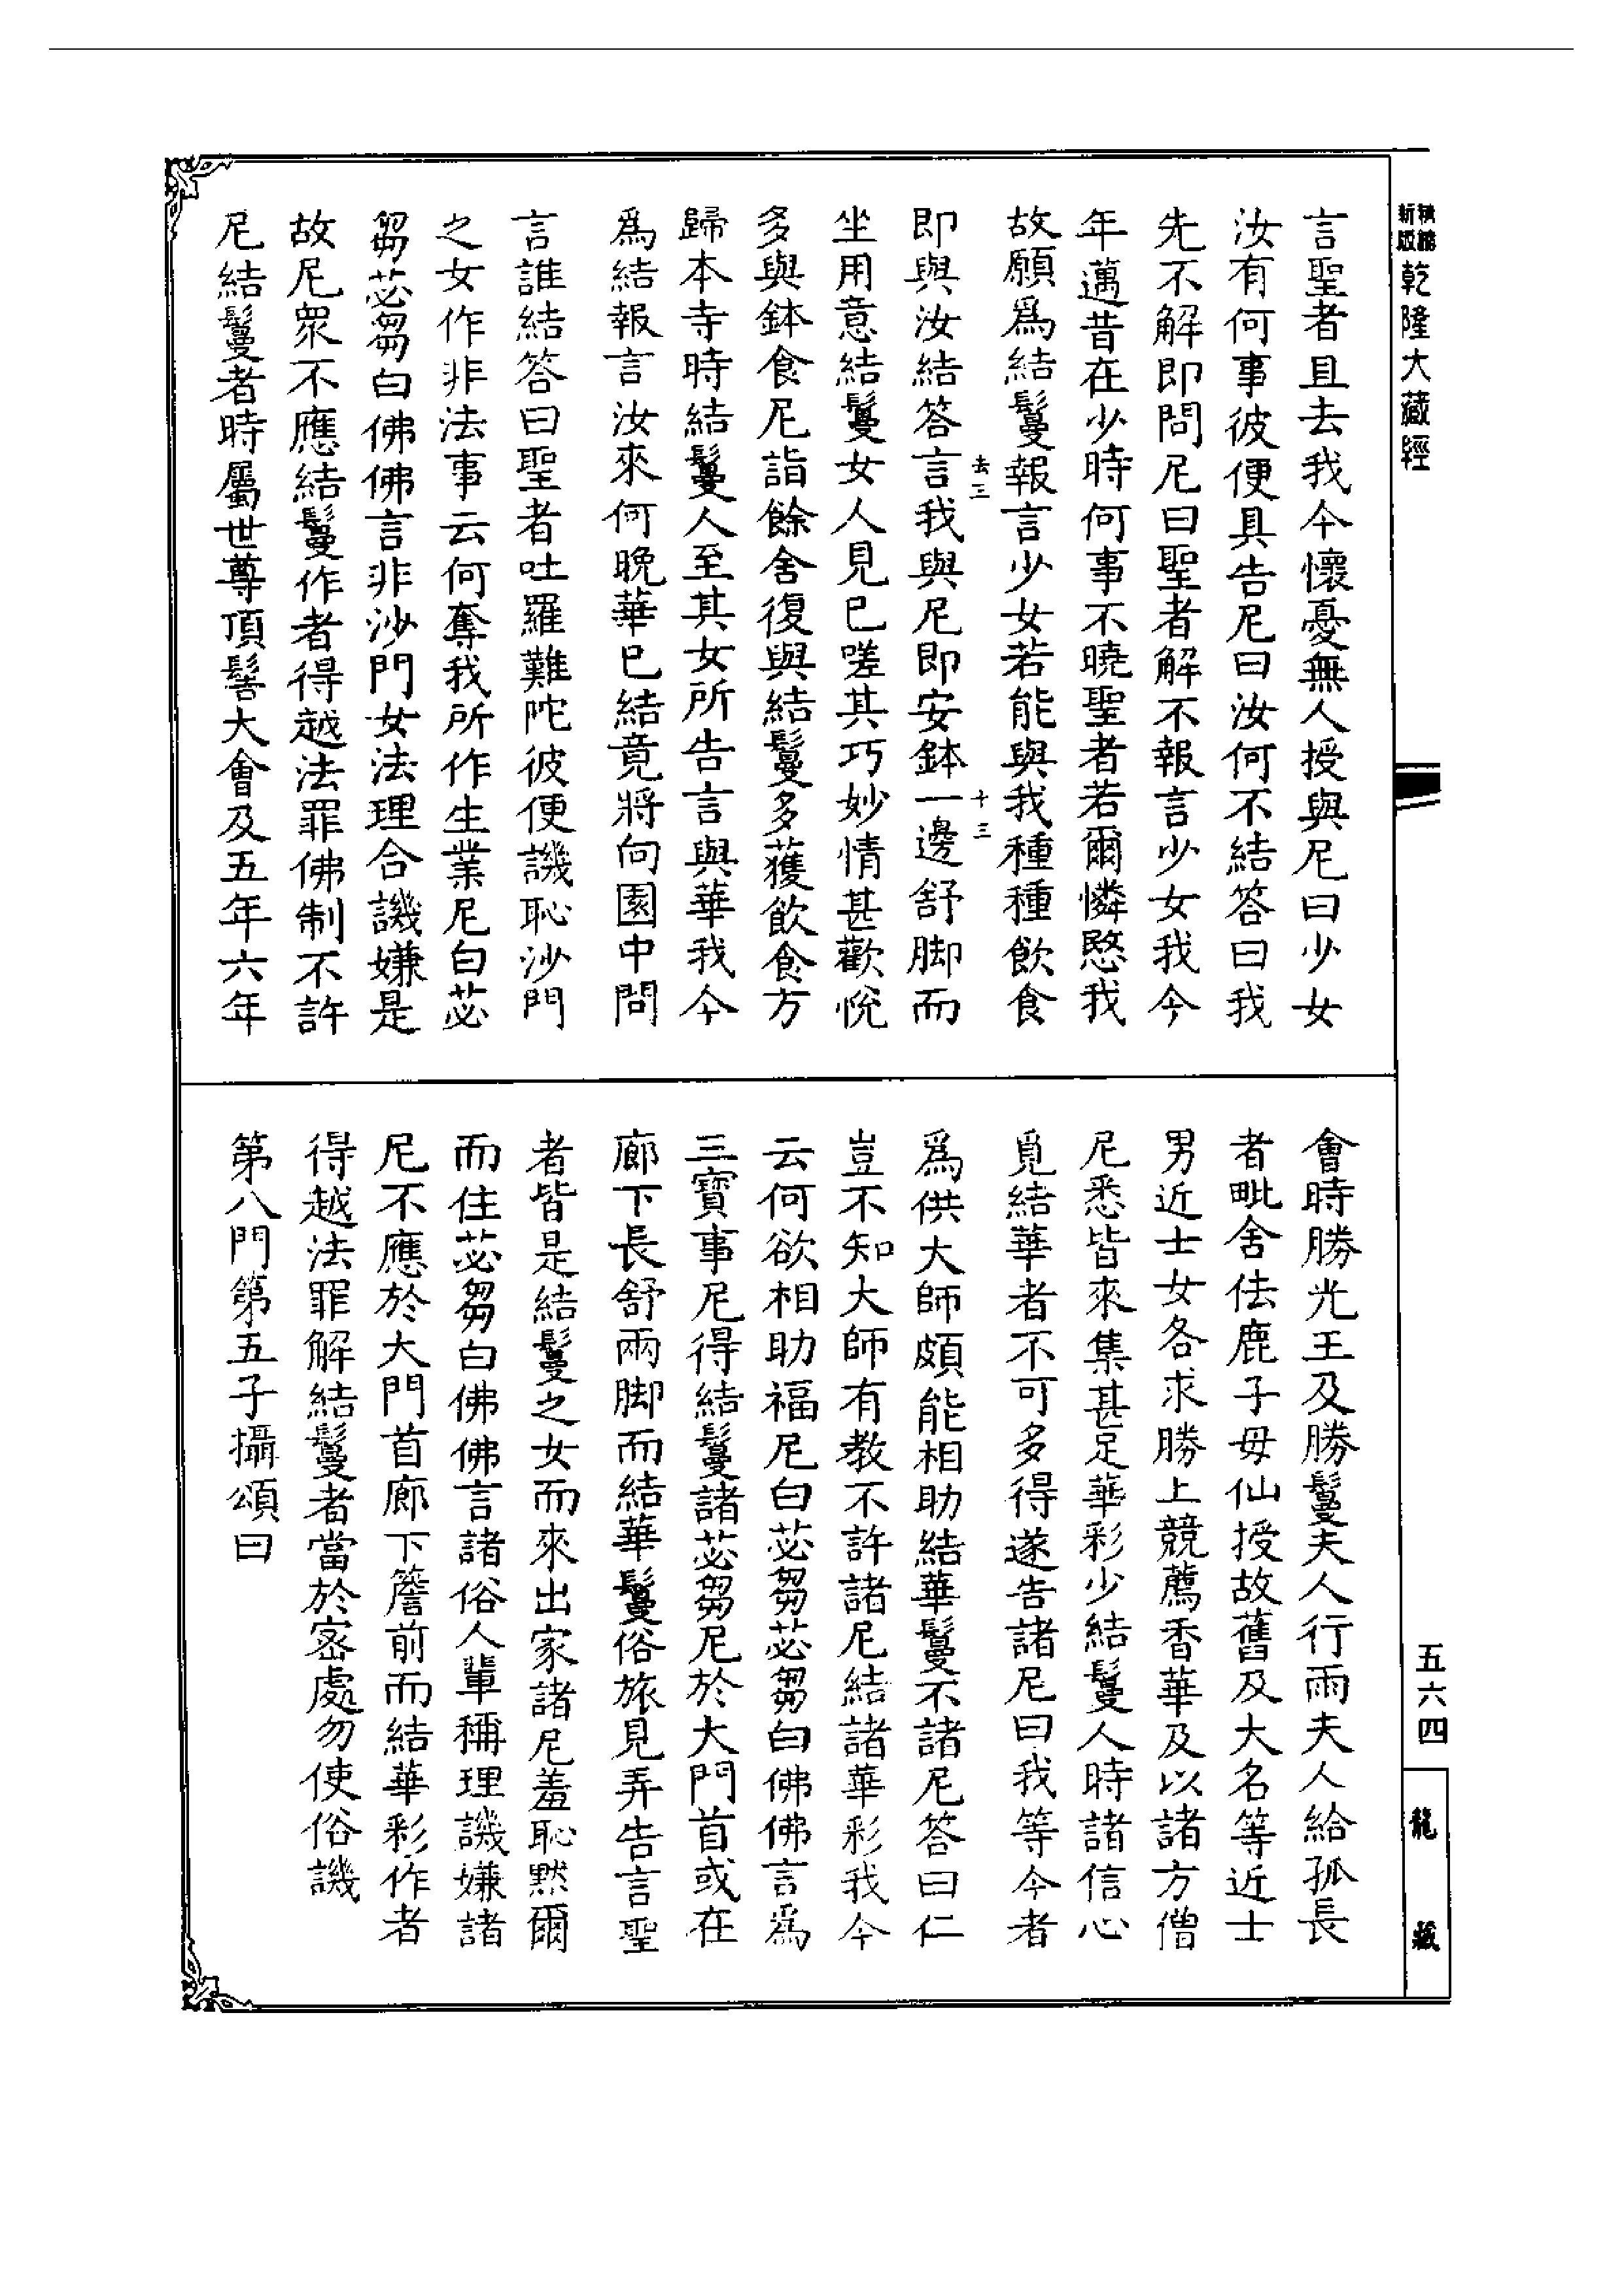 精繕新版乾隆大藏經
言聖者且去我今懷憂無人授與尼曰少女
汝有何事彼便具告尼曰汝何不結答曰我
先不解即問尼曰聖者解不報言少女我今
年邁昔在少時何事不曉聖者若爾憐愍我
故願爲結鬘報言少女若能與我種種飲食
去三 十三
即與汝結答言我與尼即安鉢一邊舒脚而
坐用意結鬘女人見已嗟其巧妙情甚歡悅
多與鉢食尼詣餘舍復與結鬘多獲飲食方
歸本寺時結鬘人至其女所告言與華我今
爲結報言汝來何晚華已結竟將向園中問
言誰結答曰聖者吐羅難陀彼便譏恥沙門
之女作非法事云何奪我所作生業尼白苾
芻苾芻白佛佛言非沙門女法理合譏嫌是
故尼眾不應結鬘作者得越法罪佛制不許
尼結鬘者時屬世尊頂髻大會及五年六年
會時勝光王及勝鬘夫人行雨夫人給孤長
者毗舍佉鹿子母仙授故舊及大名等近士
男近士女各求勝上競薦香華及以諸方僧
尼悉皆來集甚足華彩少結鬘人時諸信心
覓結華者不可多得遂告諸尼曰我等今者
爲供大師頗能相助結華鬘不諸尼答曰仁
豈不知大師有教不許諸尼結諸華彩我今
云何欲相助福尼白苾芻苾芻白佛佛言爲
三寶事尼得結鬘諸苾芻尼於大門首或在
廊下長舒兩脚而結華鬘俗旅見弄告言聖
者皆是結鬘之女而來出家諸尼羞恥默爾
而住苾芻白佛佛言諸俗人輩稱理譏嫌諸
尼不應於大門首廊下簷前而結華彩作者
得越法罪解結鬘者當於密處勿使俗譏
第八門第五子攝頌曰
五六四
龍藏